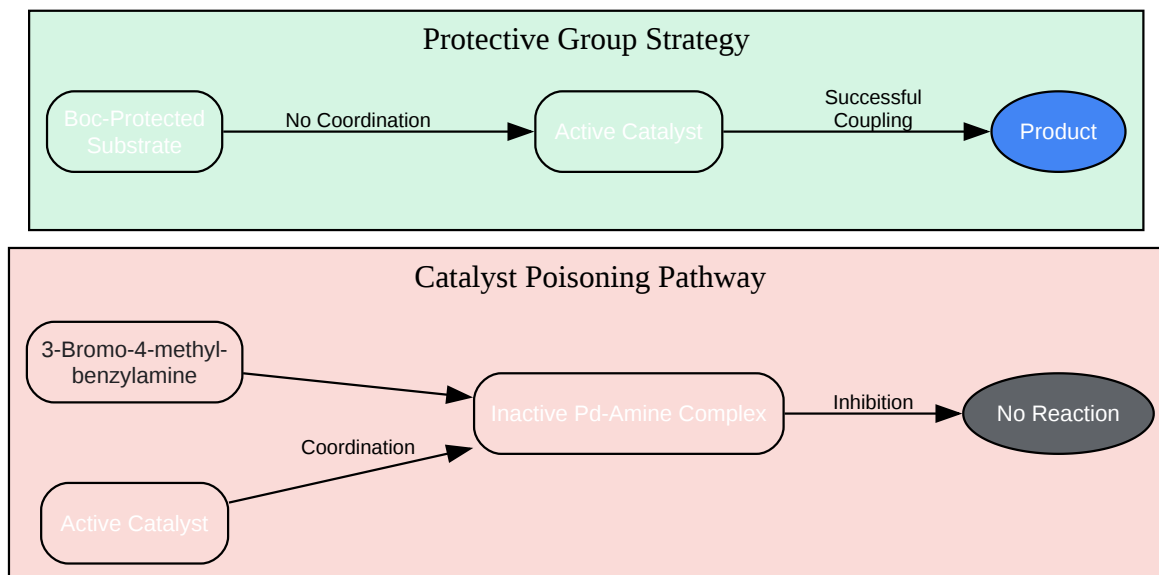 Protective Group Strategy
Boc-Protected
Substrate
No Coordination
Active Catalyst
Successful
Coupling
Product
Catalyst Poisoning Pathway
3-Bromo-4-methyl-
benzylamine
Coordination
Active Catalyst
Inactive Pd-Amine Complex
Inhibition
No Reaction